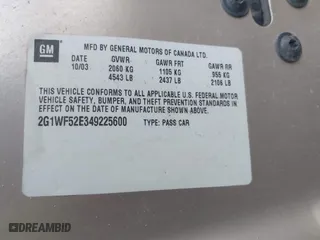 GM
MFD BY GENERAL MOTORS OF CANADA LTD.
DATE GVWR GAWR FRT GAWR RR
10/03 2060 KG 1105 KG 955 KG
4543 LB 2437 LB 2106 LB
THIS VEHICLE CONFORMS TO ALL APPLICABLE U.S. FEDERAL MOTOR
VEHICLE SAFETY, BUMPER, AND THEFT PREVENTION STANDARDS IN
EFFECT ON THE DATE OF MANUFACTURE SHOWN ABOVE.
2G1WF52E349225600 TYPE: PASS CAR
DREAMBID